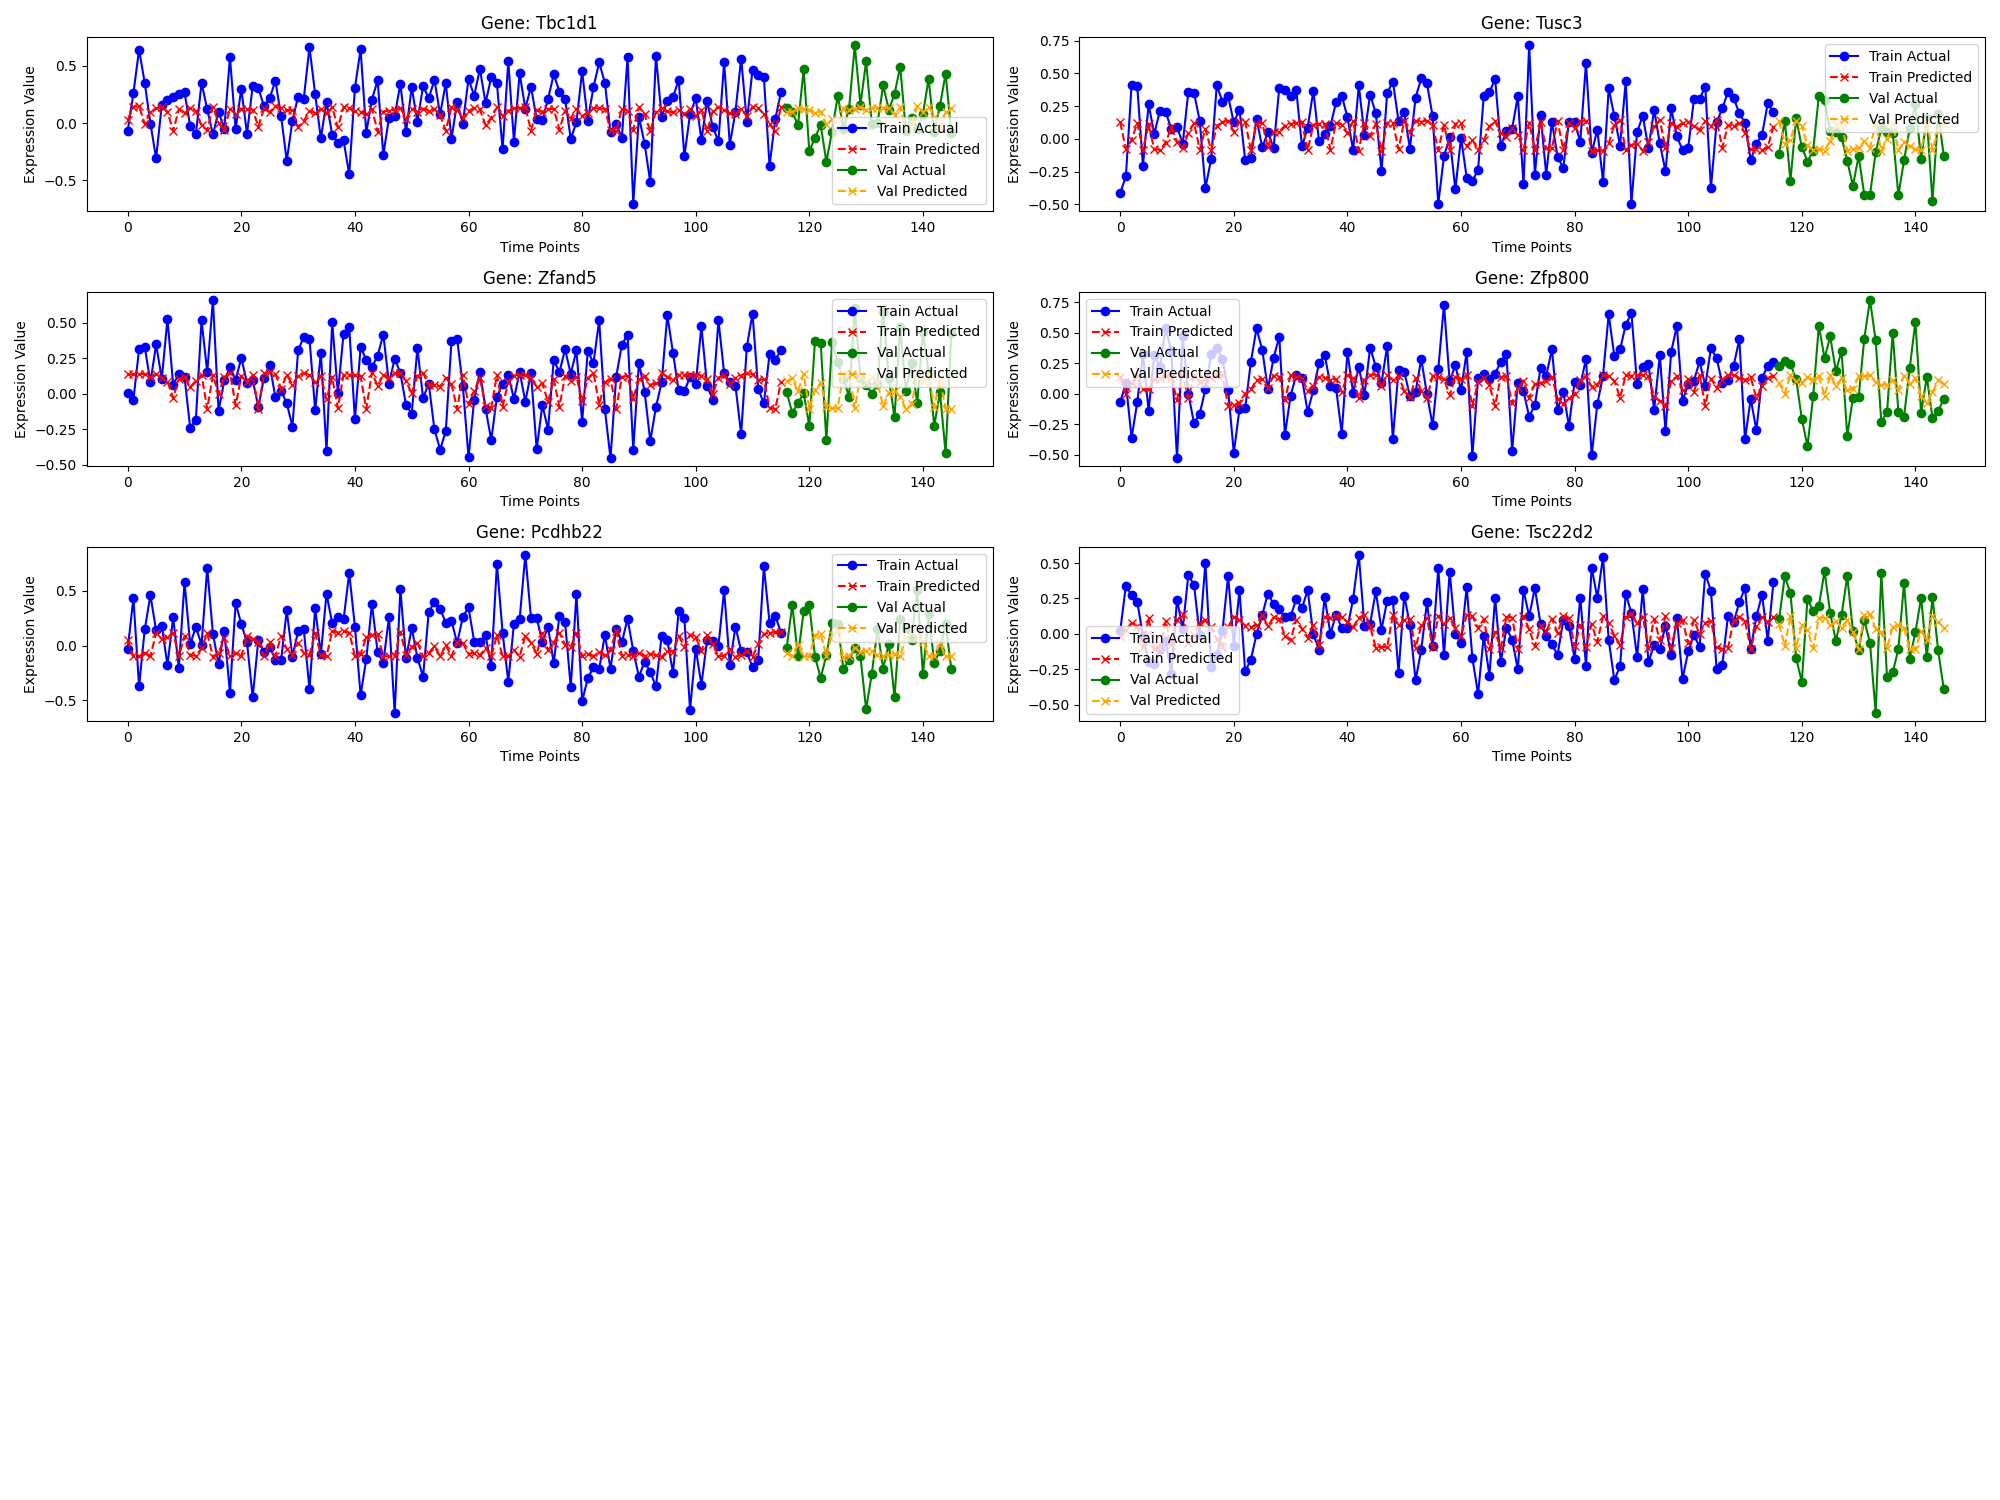 Gene: Tbc1d1
Expression Value
0.5
0.0
−0.5
0 20 40 60 80 100 120 140
Time Points
Train Actual
Train Predicted
Val Actual
Val Predicted
Gene: Tusc3
Expression Value
0.75
0.50
0.25
0.00
−0.25
−0.50
0 20 40 60 80 100 120 140
Time Points
Train Actual
Train Predicted
Val Actual
Val Predicted
Gene: Zfand5
Expression Value
0.50
0.25
0.00
−0.25
−0.50
0 20 40 60 80 100 120 140
Time Points
Train Actual
Train Predicted
Val Actual
Val Predicted
Gene: Zfp800
Expression Value
0.75
0.50
0.25
0.00
−0.25
−0.50
0 20 40 60 80 100 120 140
Time Points
Train Actual
Train Predicted
Val Actual
Val Predicted
Gene: Pcdhb22
Expression Value
0.5
0.0
−0.5
0 20 40 60 80 100 120 140
Time Points
Train Actual
Train Predicted
Val Actual
Val Predicted
Gene: Tsc22d2
Expression Value
0.50
0.25
0.00
−0.25
−0.50
0 20 40 60 80 100 120 140
Time Points
Train Actual
Train Predicted
Val Actual
Val Predicted